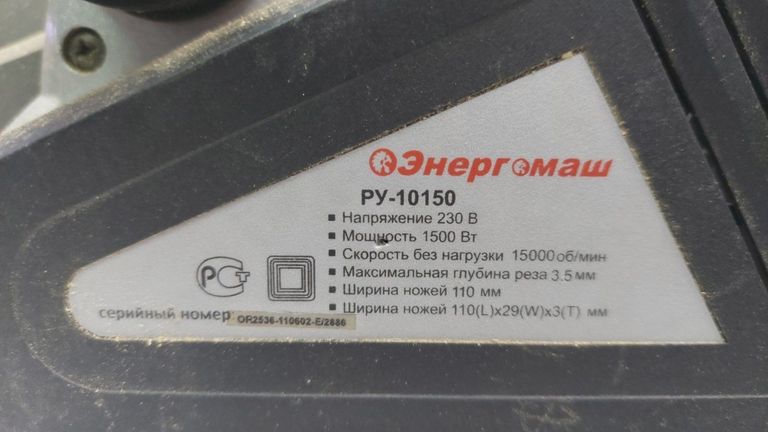 Энергомаш
РУ-10150
▪ Напряжение 230 В
▪ Мощность 1500 Вт
▪ Скорость без нагрузки 15000 об/мин
▪ Максимальная глубина реза 3.5 мм
▪ Ширина ножей 110 мм
▪ Ширина ножей 110(L)x29(W)x3(T) мм
РСТ
серийный номер OR2536-110602-E/2886